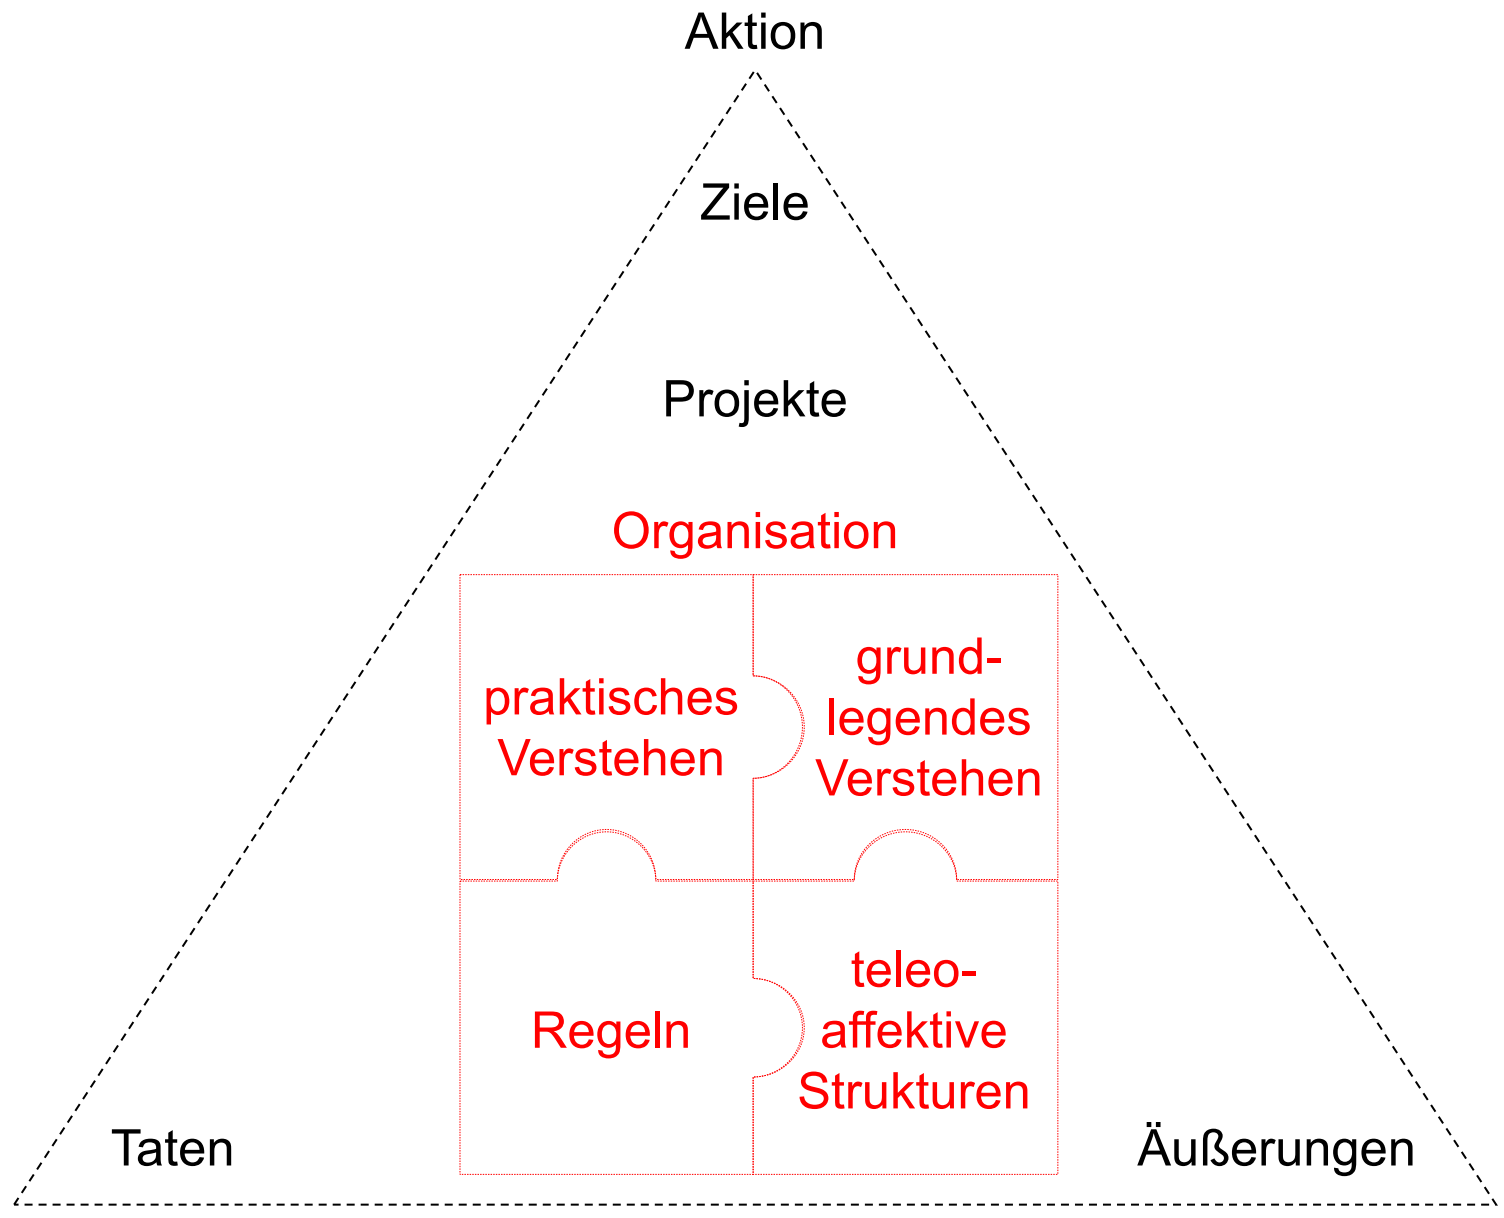 Aktion
Ziele
Projekte
Organisation
praktisches
Verstehen
grund-
legendes
Verstehen
Regeln
teleo-
affektive
Strukturen
Taten
Äußerungen